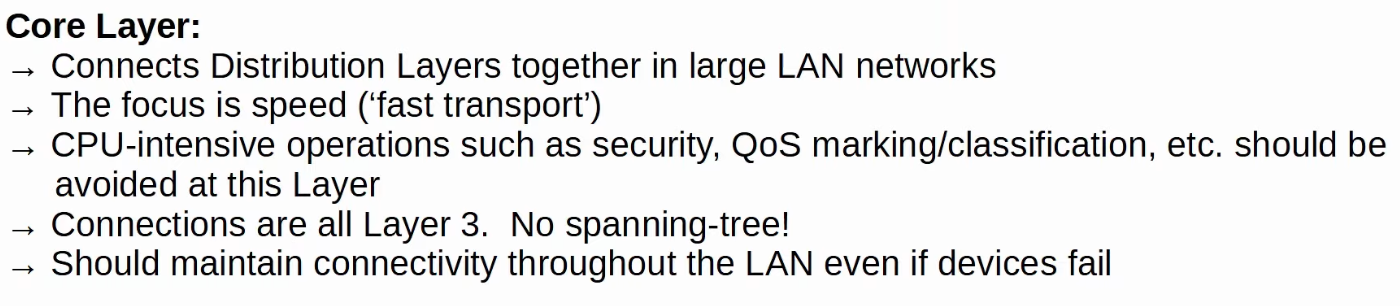 Core Layer:
→ Connects Distribution Layers together in large LAN networks
→ The focus is speed (‘fast transport’)
→ CPU-intensive operations such as security, QoS marking/classification, etc. should be
avoided at this Layer
→ Connections are all Layer 3.  No spanning-tree!
→ Should maintain connectivity throughout the LAN even if devices fail